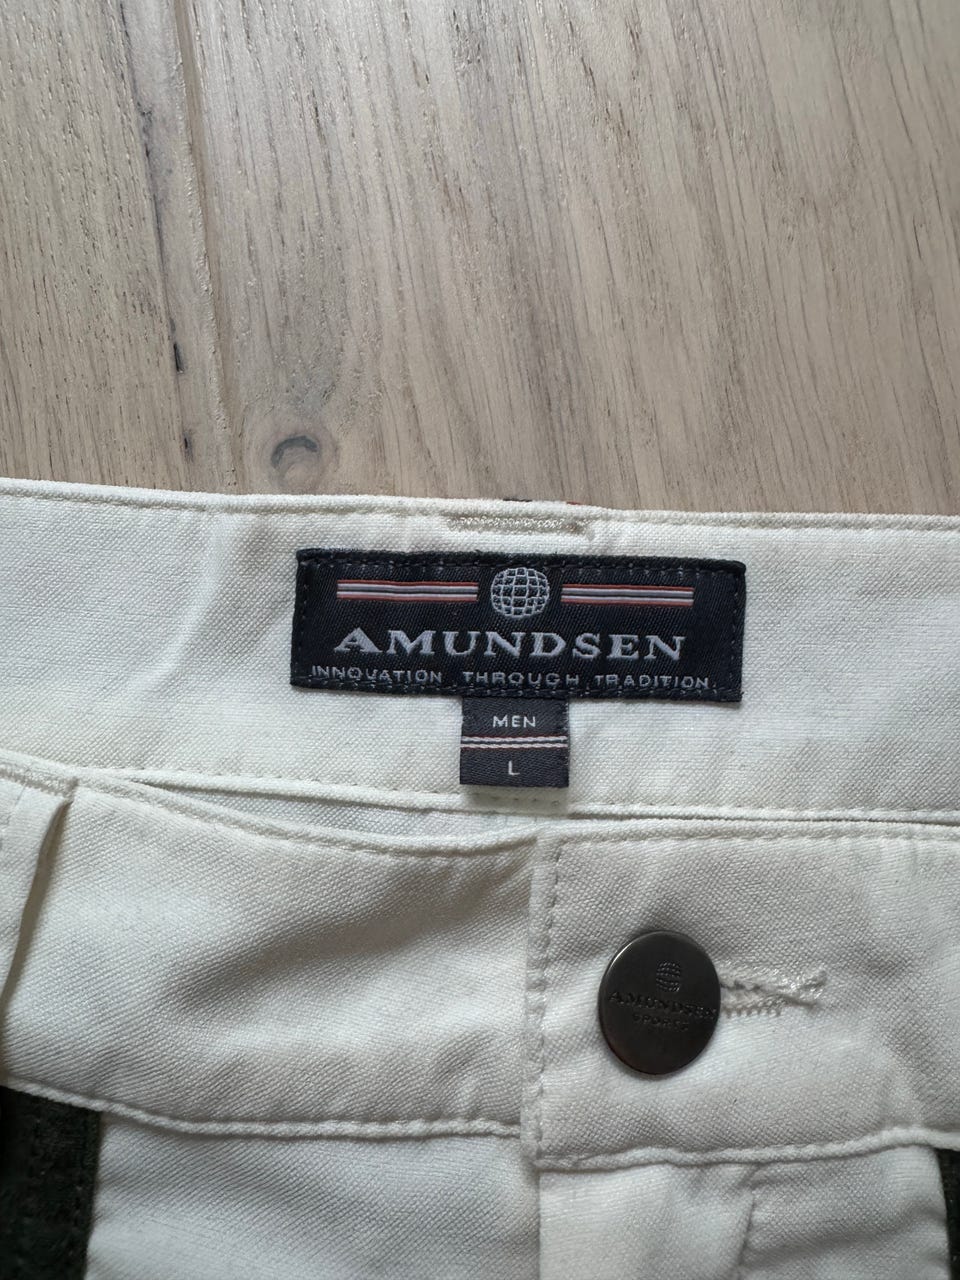 AMUNDSEN
INNOVATION THROUGH TRADITION
MEN
L
AMUNDSEN
SPORTS